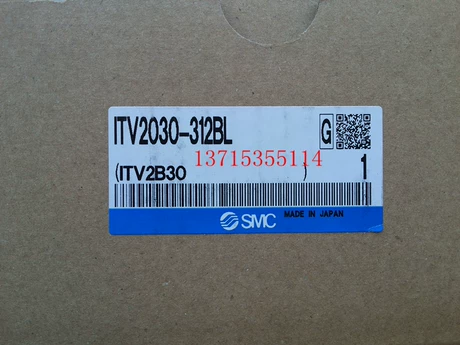 ITV2030-312BL
G
13715355114
(ITV2B30 )
1
SMC
MADE IN JAPAN